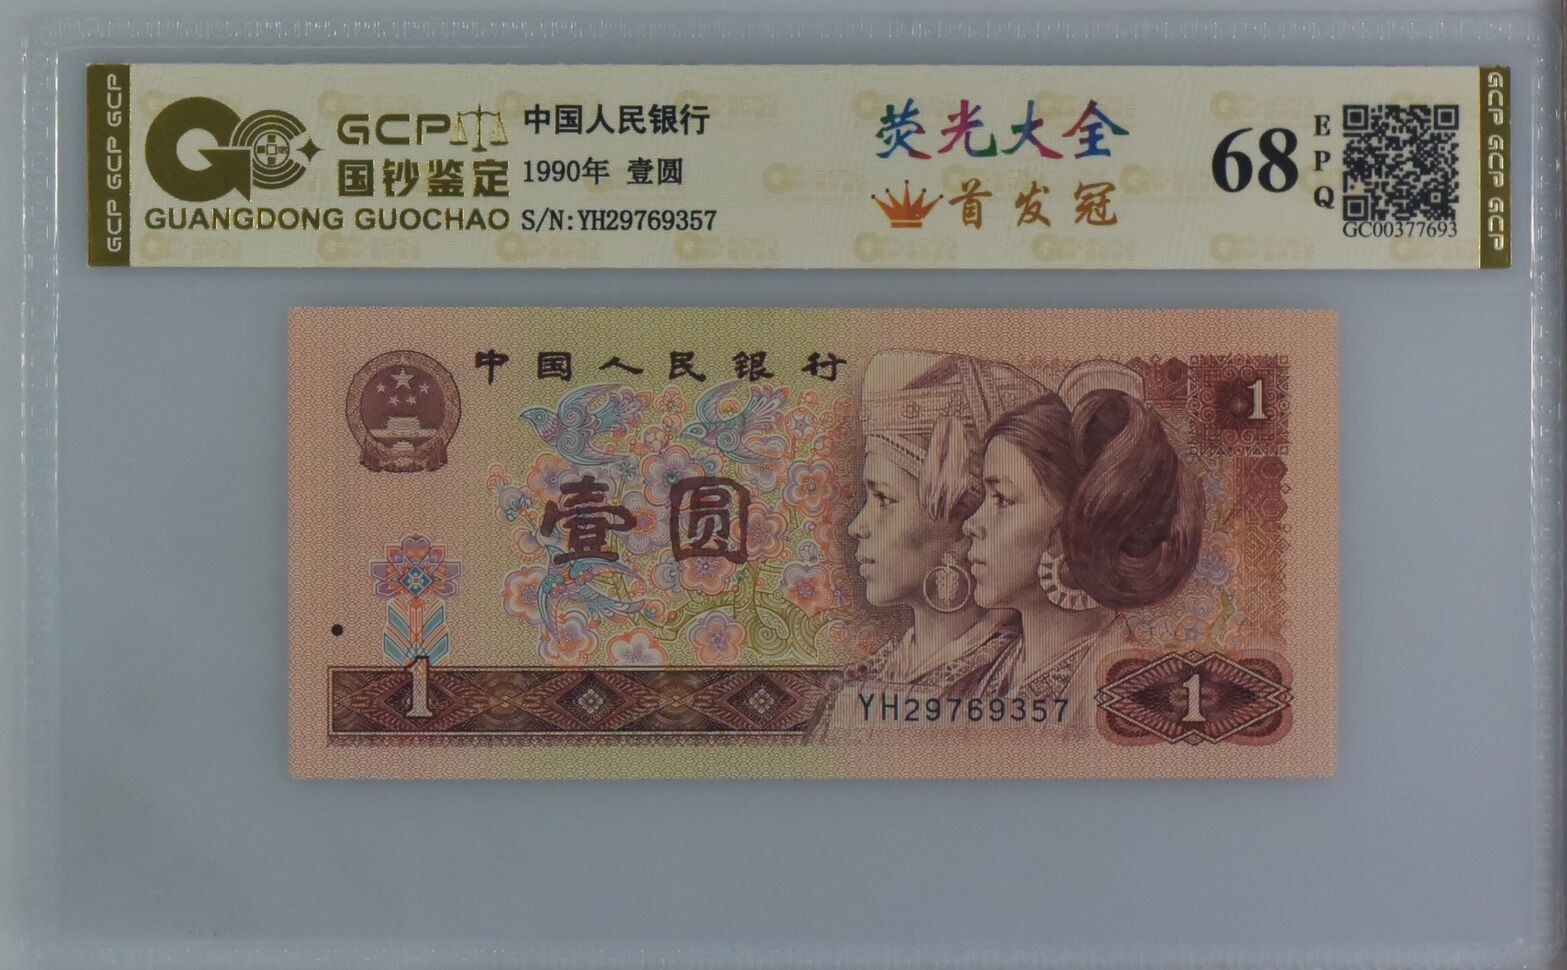 GCP GCP GCP
GCP
国钞鉴定
GUANGDONG GUOCHAO
中国人民银行
1990年 壹圆
S/N:YH29769357
荧光大全
首发冠
68
EPQ
GC00377693
GCP GCP GCP
中国人民银行
1
壹圆
1
YH29769357
1